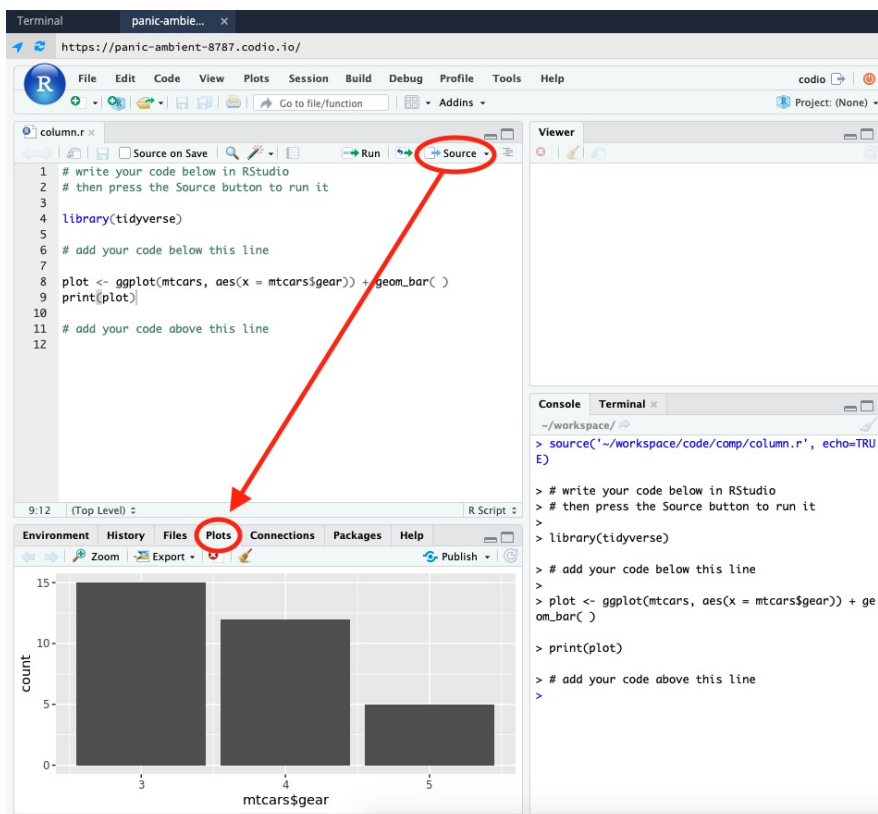 Terminal panic-ambie... ×
https://panic-ambient-8787.codio.io/
R File Edit Code View Plots Session Build Debug Profile Tools Help codio
Go to file/function Addins Project: (None)
column.r ×
Source on Save Run Source
1 # write your code below in RStudio
2 # then press the Source button to run it
3
4 library(tidyverse)
5
6 # add your code below this line
7
8 plot <- ggplot(mtcars, aes(x = mtcars$gear)) + geom_bar( )
9 print(plot)
10
11 # add your code above this line
12
9:12 (Top Level) R Script
Viewer
Console Terminal ×
~/workspace/
> source('~/workspace/code/comp/column.r', echo=TRU
E)
> # write your code below in RStudio
> # then press the Source button to run it
>
> library(tidyverse)
> # add your code below this line
>
> plot <- ggplot(mtcars, aes(x = mtcars$gear)) + ge
om_bar( )
> print(plot)
> # add your code above this line
>
Environment History Files Plots Connections Packages Help
Zoom Export Publish
15
10
5
0
count
3 4 5
mtcars$gear